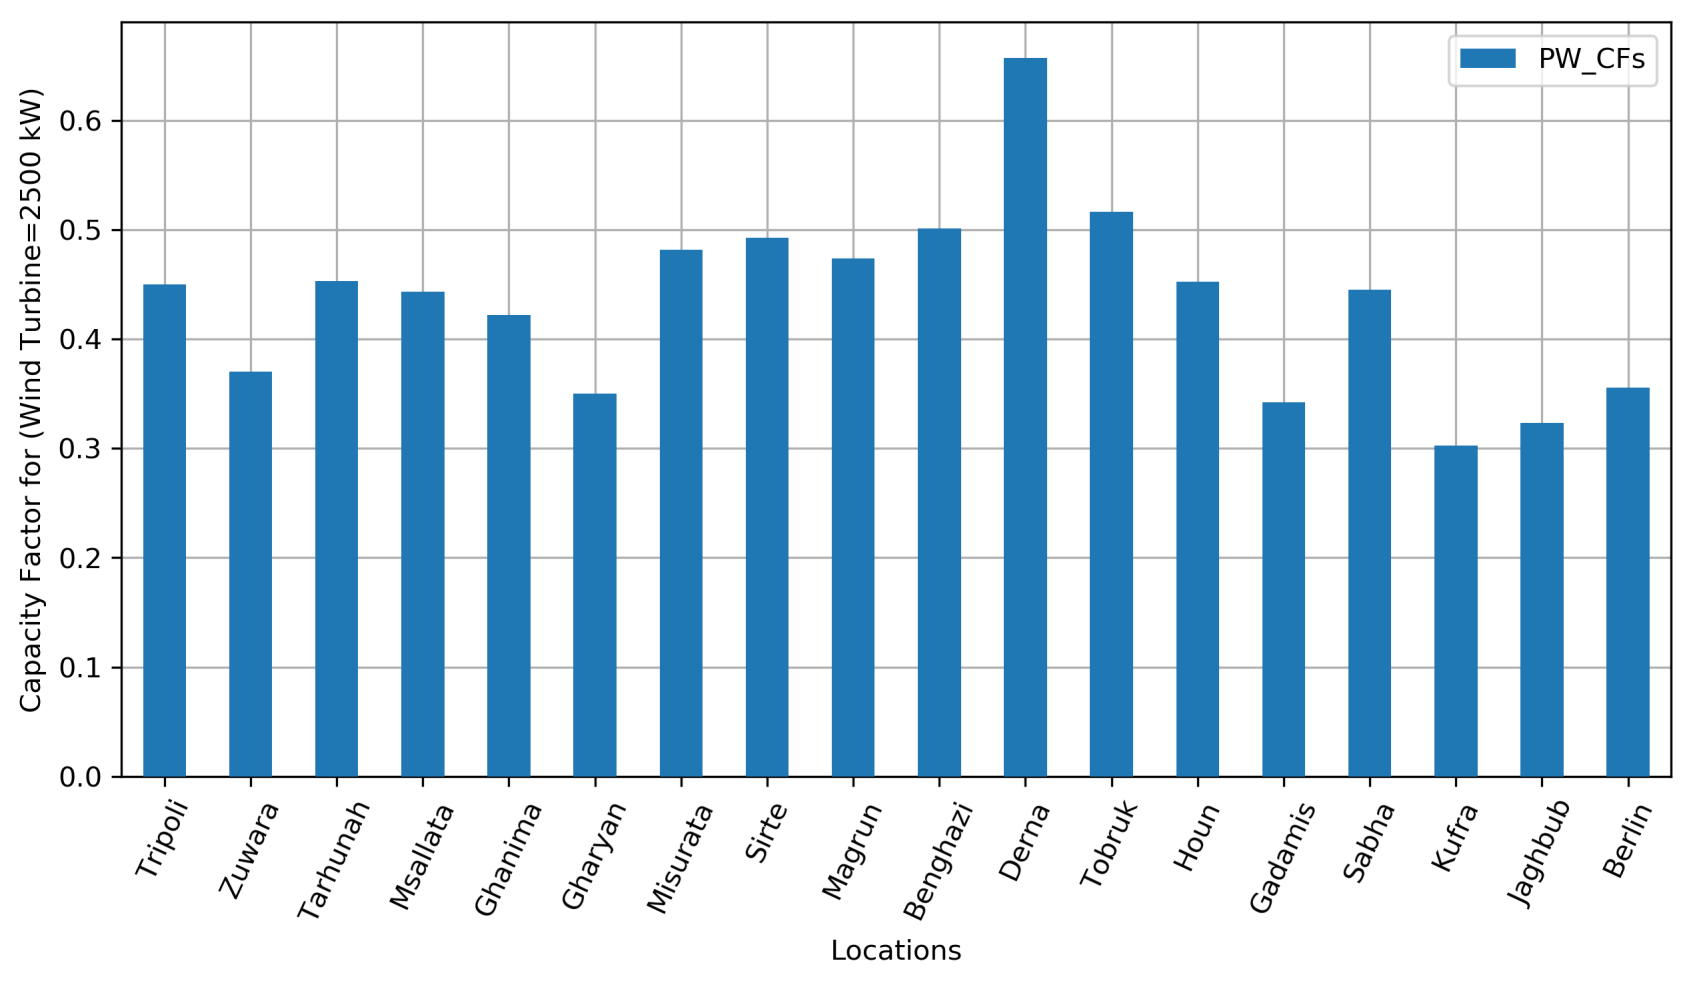 PW_CFs
Capacity Factor for (Wind Turbine=2500 kW)
0.6
0.5
0.4
0.3
0.2
0.1
0.0
Tripoli
Zuwara
Tarhunah
Msallata
Ghanima
Gharyan
Misurata
Sirte
Magrun
Benghazi
Derna
Tobruk
Houn
Gadamis
Sabha
Kufra
Jaghbub
Berlin
Locations